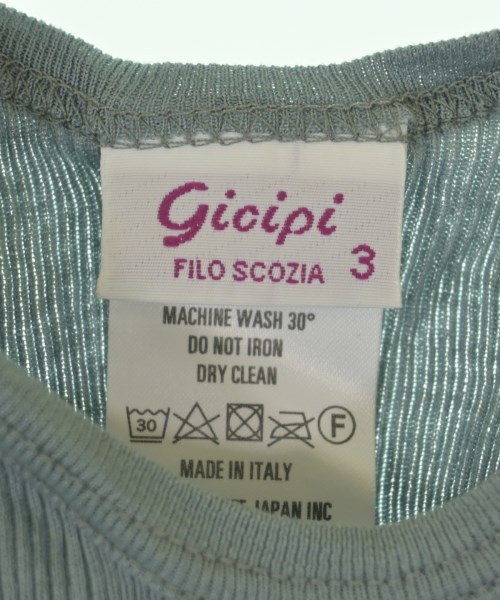 Gicipi
FILO SCOZIA 3
MACHINE WASH 30°
DO NOT IRON
DRY CLEAN
30 F
MADE IN ITALY
JAPAN INC